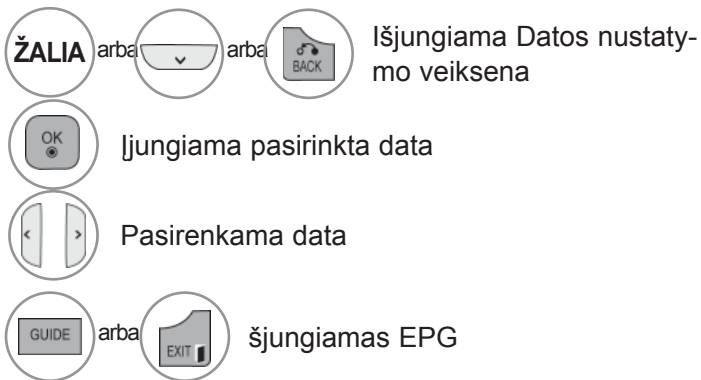 ŽALIA arba arba BACK Išjungiama Datos nustaty-
mo veiksena
OK Įjungiama pasirinkta data
Pasirenkama data
GUIDE arba EXIT šjungiamas EPG